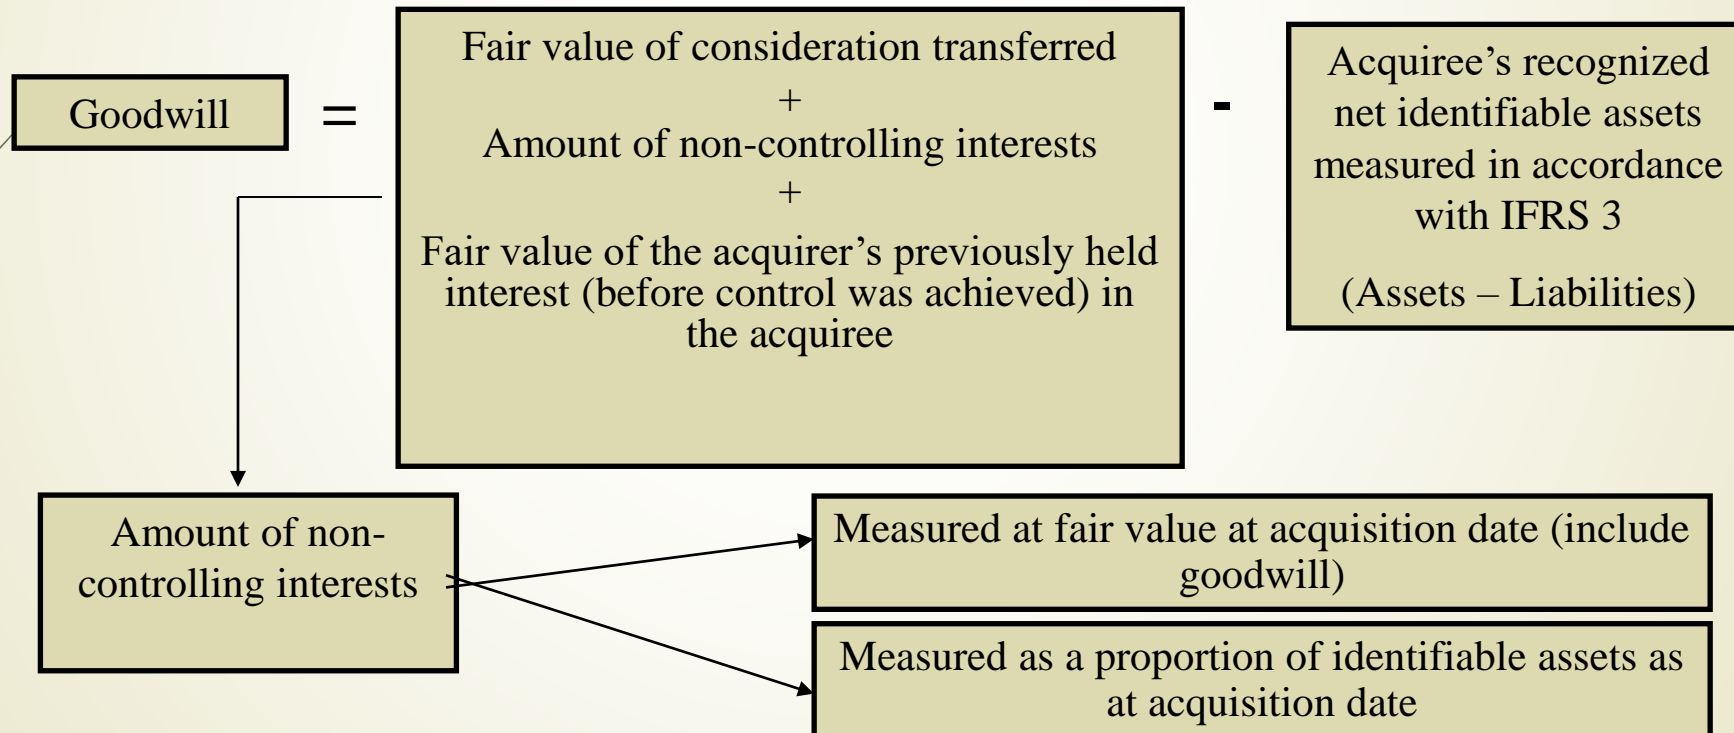 Goodwill
=
Fair value of consideration transferred
+
Amount of non-controlling interests
+
Fair value of the acquirer’s previously held
interest (before control was achieved) in
the acquiree
-
Acquiree’s recognized
net identifiable assets
measured in accordance
with IFRS 3
(Assets – Liabilities)
Amount of non-
controlling interests
Measured at fair value at acquisition date (include
goodwill)
Measured as a proportion of identifiable assets as
at acquisition date